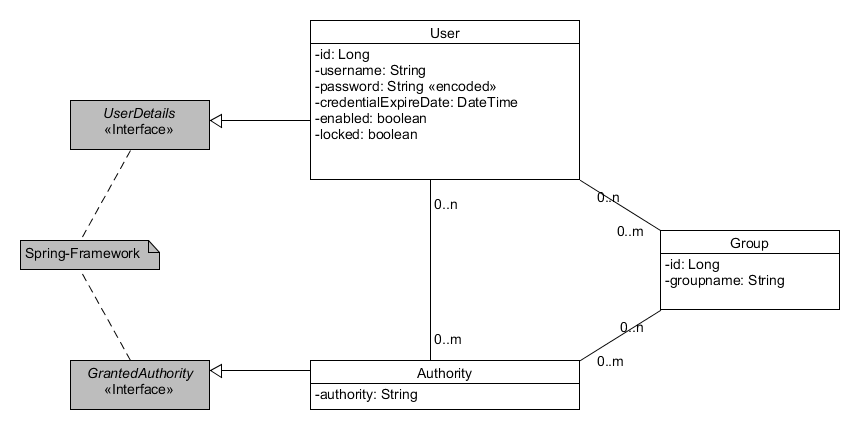 User
-id: Long
-username: String
-password: String «encoded»
-credentialExpireDate: DateTime
-enabled: boolean
-locked: boolean
UserDetails
«Interface»
0..n
0..n
0..m
Spring-Framework
Group
-id: Long
-groupname: String
0..n
0..m
0..m
GrantedAuthority
«Interface»
Authority
-authority: String